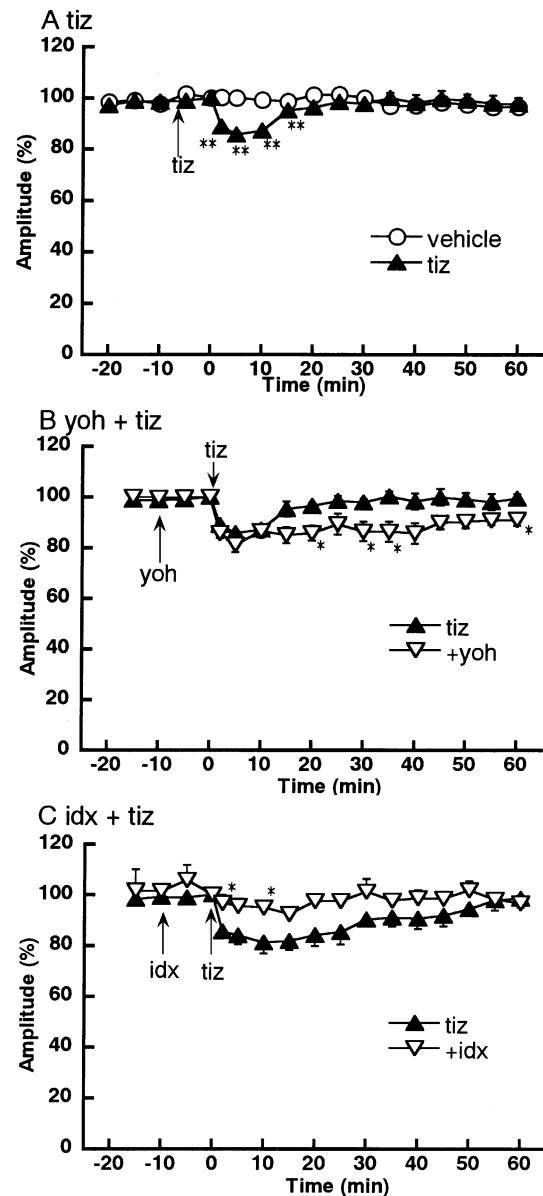 A tiz
120
100
80
60
40
20
0
Amplitude (%)
tiz
**
**
**
**
vehicle
tiz
-20 -10 0 10 20 30 40 50 60
Time (min)
B yoh + tiz
120
100
80
60
40
20
0
Amplitude (%)
tiz
yoh
*
*
*
*
tiz
+yoh
-20 -10 0 10 20 30 40 50 60
Time (min)
C idx + tiz
120
100
80
60
40
20
0
Amplitude (%)
*
*
idx
tiz
tiz
+idx
-20 -10 0 10 20 30 40 50 60
Time (min)